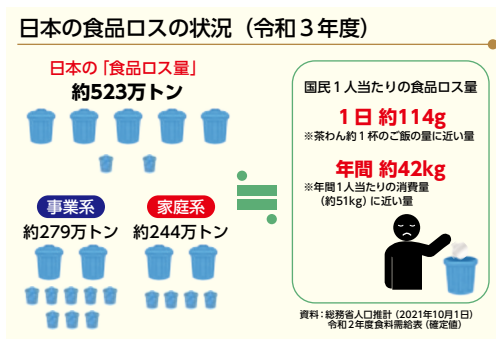 日本の食品ロスの状況（令和３年度）
日本の「食品ロス量」
約523万トン
事業系
約279万トン
家庭系
約244万トン
国民１人当たりの食品ロス量
１日 約114g
※茶わん約１杯のご飯の量に近い量
年間 約42kg
※年間1人当たりの消費量
（約51kg）に近い量
資料：総務省人口推計（2021年10月1日）
令和２年度食料需給表（確定値）